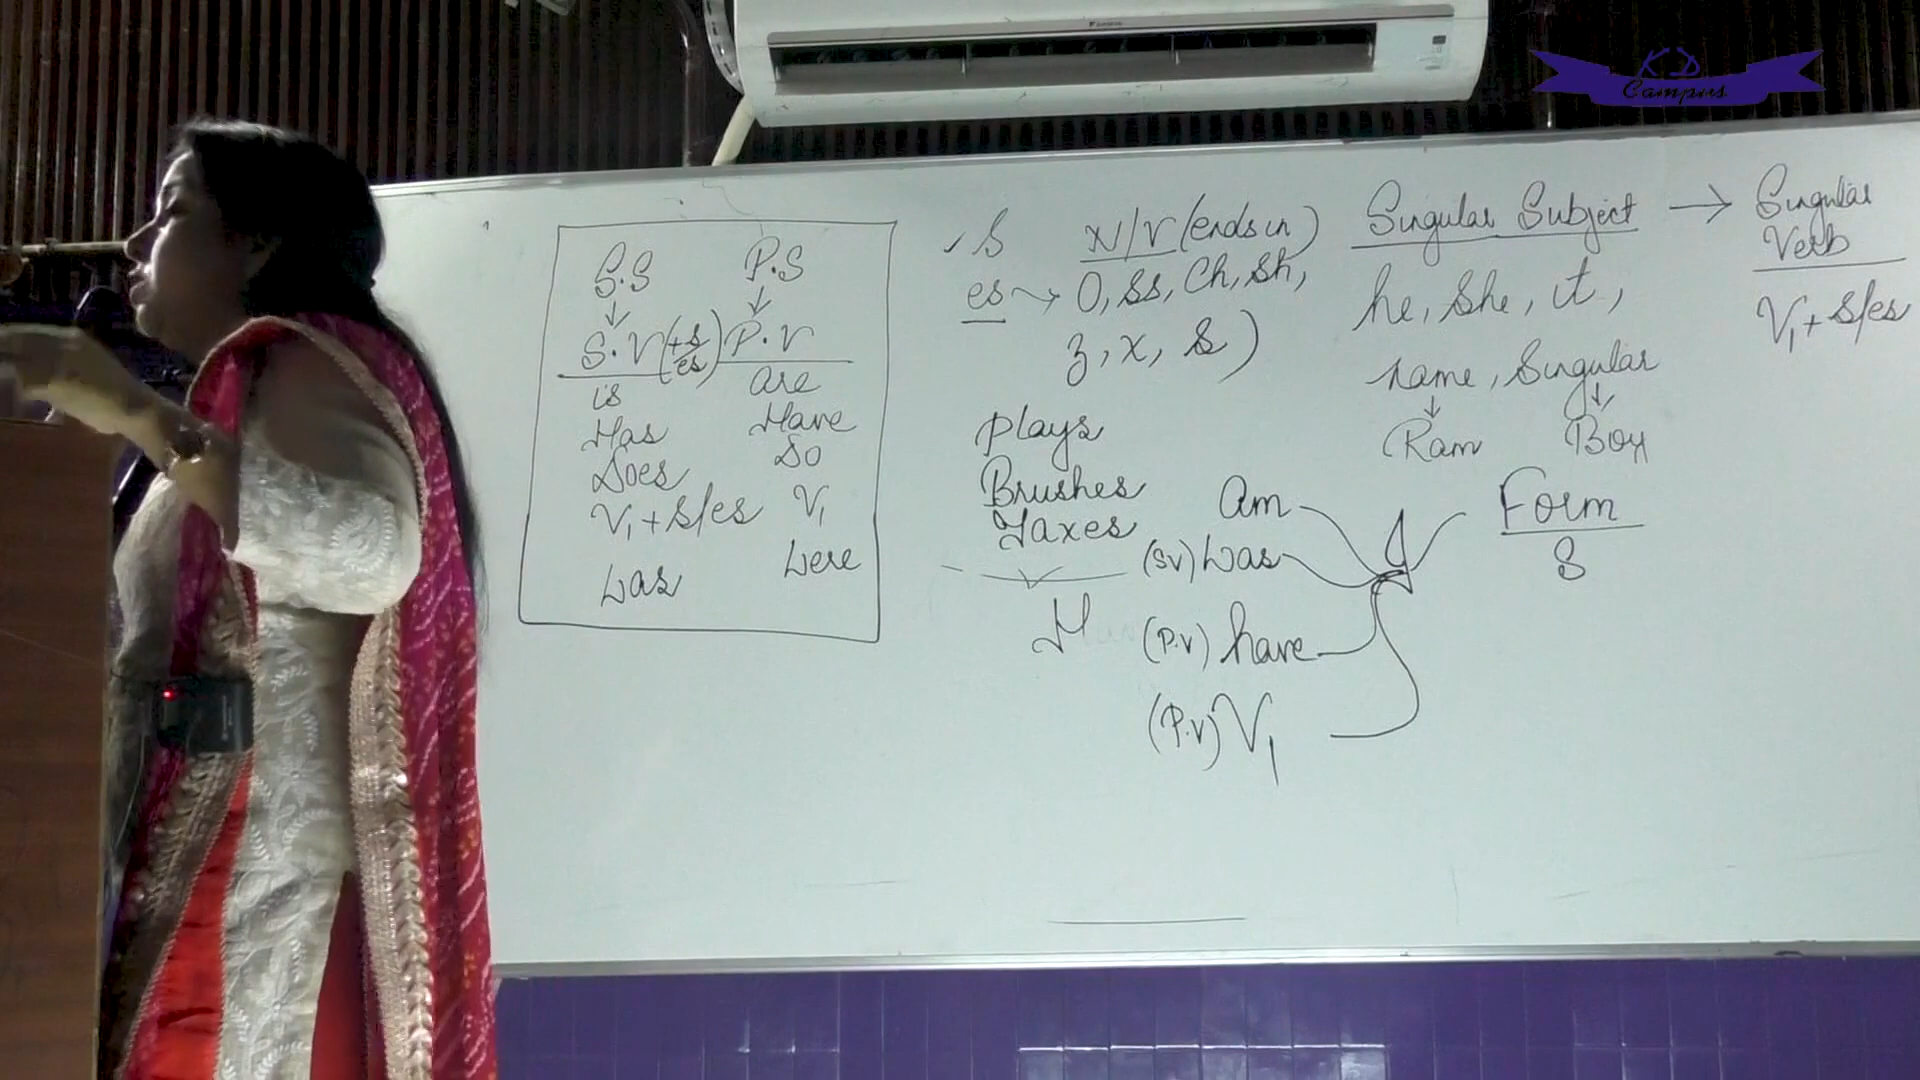 KD
Campus
DAIKIN
S.S P.S
↓ ↓
S.V (+s/es) P.V
is are
Has Have
Does Do
V1 + s/es V1
was were
✓ S N/V (ends in)
es → O, ss, Ch, sh,
z, x, s)
plays
Brushes
Taxes
H
Singular Subject → Singular Verb
he, she, it, V1 + s/es
name, Singular
↓ ↓
Ram Boy
Am
(SV) was
(P.V) have
(P.V) V1
I
Form
S